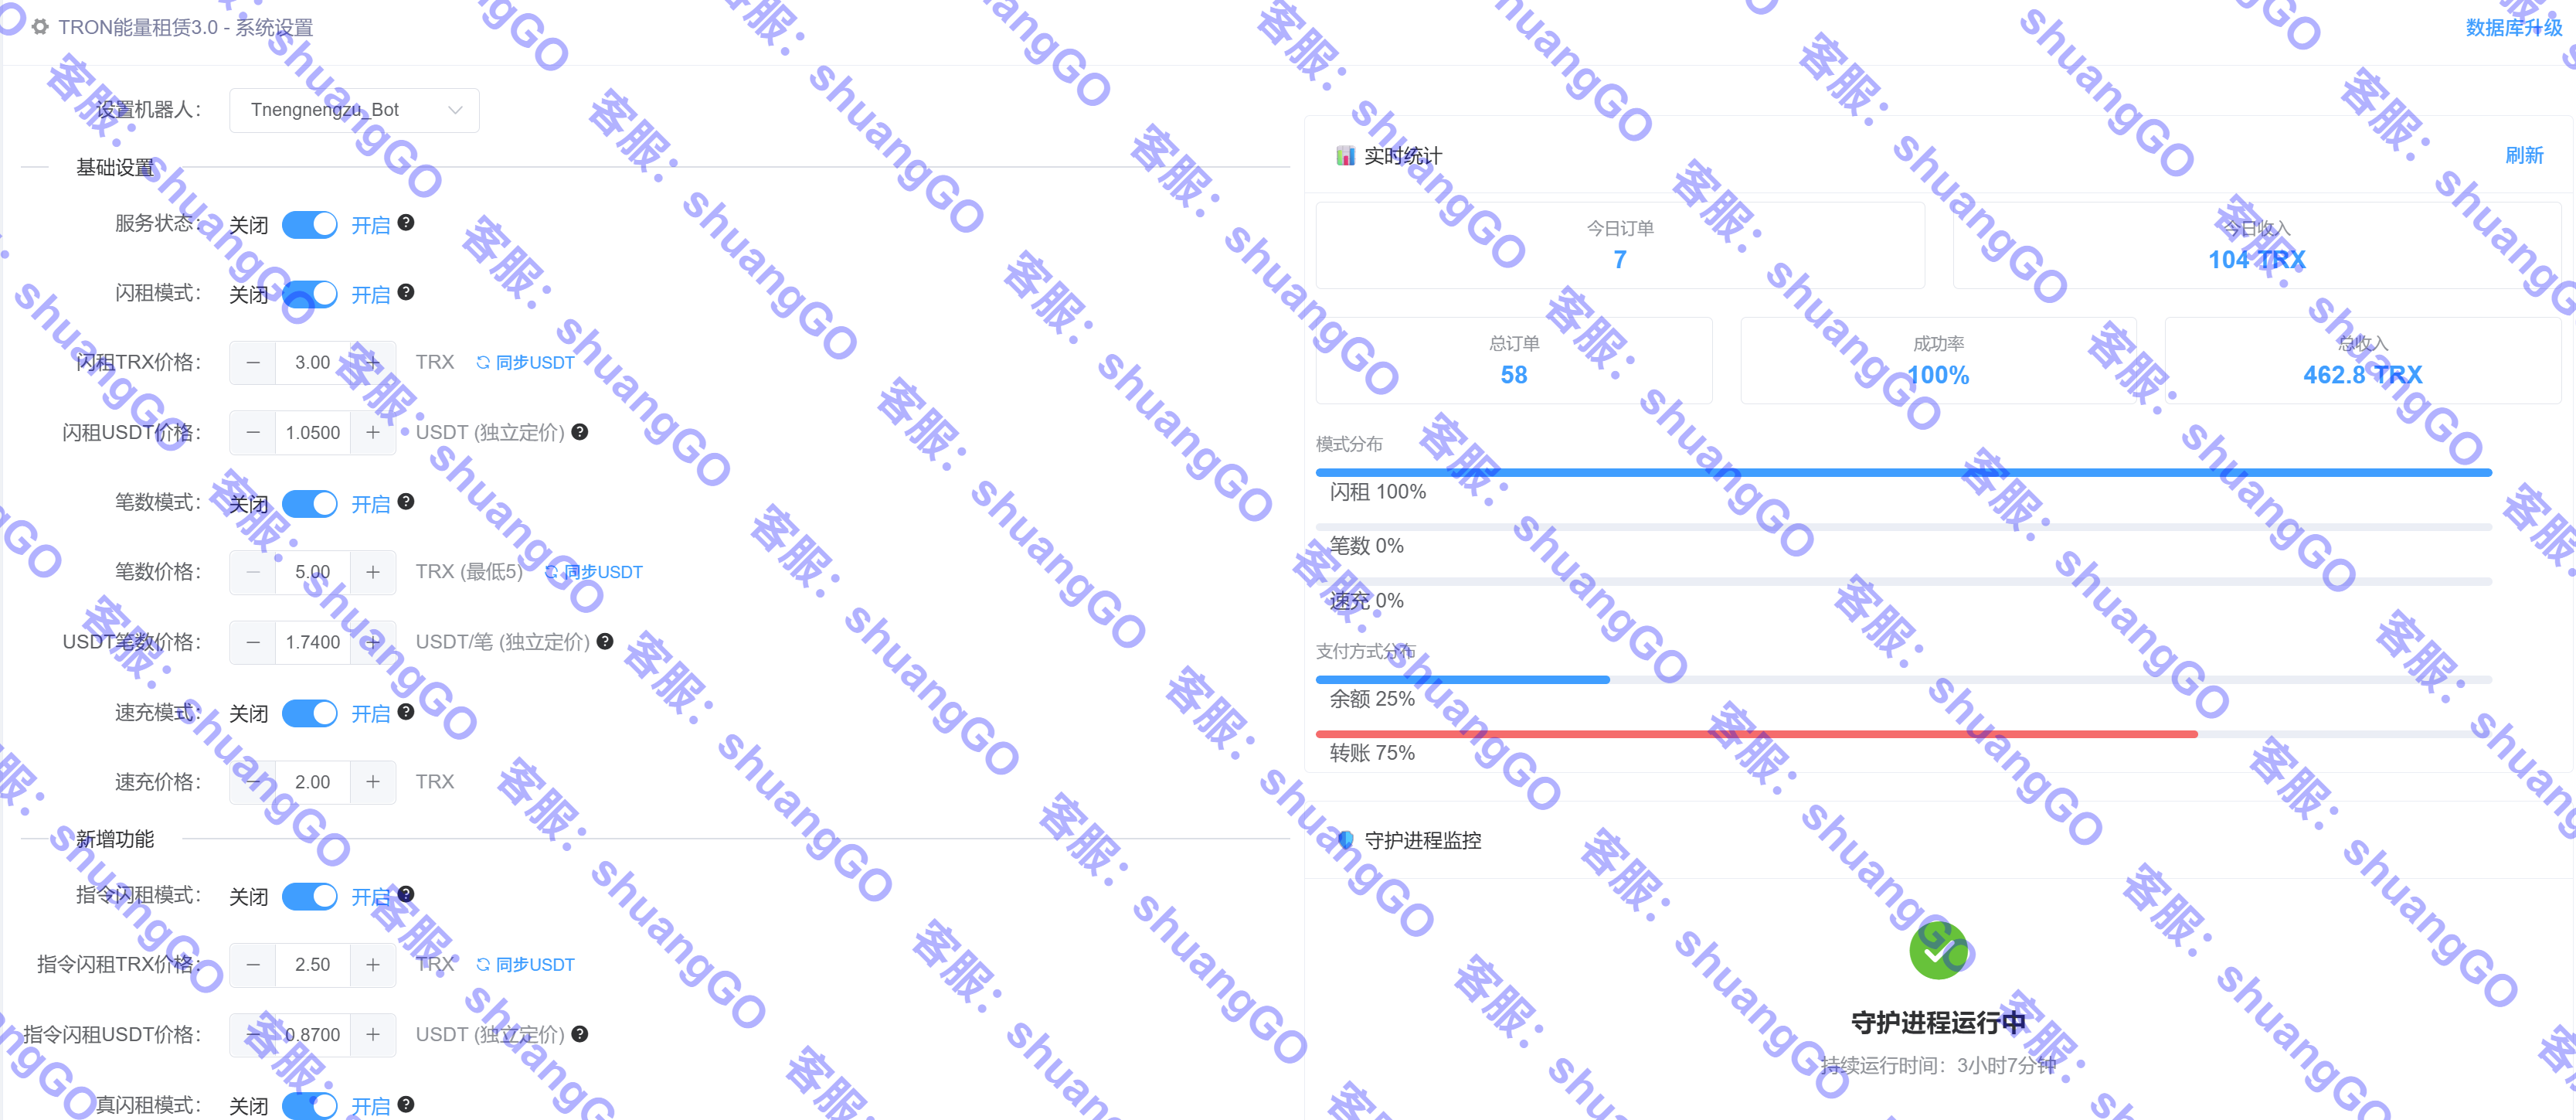 TRON能量租赁3.0 - 系统设置
数据库升级
设置机器人：
Tnengnengzu_Bot
基础设置
服务状态：
关闭
开启
闪租模式：
关闭
开启
闪租TRX价格：
3.00
TRX
同步USDT
闪租USDT价格：
1.0500
USDT (独立定价)
笔数模式：
关闭
开启
笔数价格：
5.00
TRX (最低5)
同步USDT
USDT笔数价格：
1.7400
USDT/笔 (独立定价)
速充模式：
关闭
开启
速充价格：
2.00
TRX
新增功能
指令闪租模式：
关闭
开启
指令闪租TRX价格：
2.50
TRX
同步USDT
指令闪租USDT价格：
0.8700
USDT (独立定价)
真闪租模式：
关闭
开启
实时统计
刷新
今日订单
7
今日收入
104 TRX
总订单
58
成功率
100%
总收入
462.8 TRX
模式分布
闪租 100%
笔数 0%
速充 0%
支付方式分布
余额 25%
转账 75%
守护进程监控
守护进程运行中
持续运行时间：3小时7分钟
客服：shuangGO